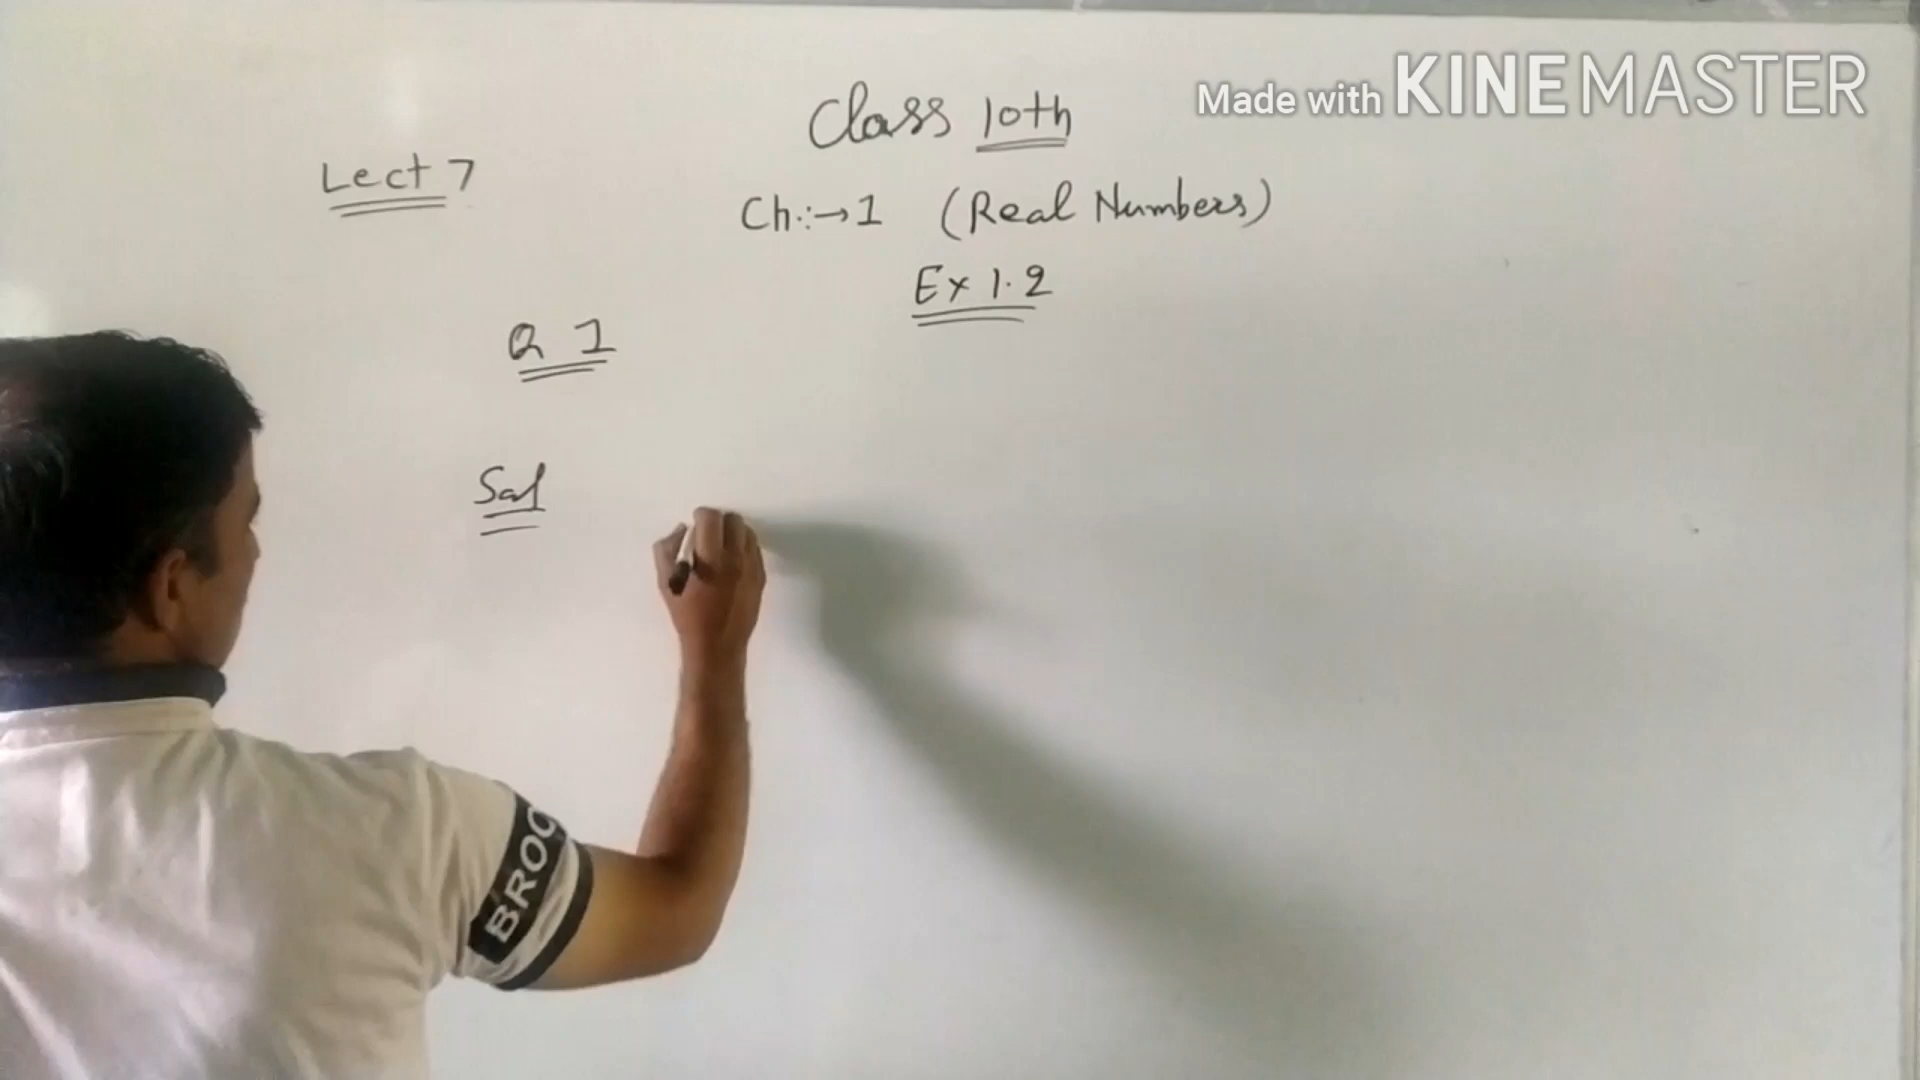 Made with KINEMASTER
Class 10th
Lect 7
Ch.:→1 (Real Numbers)
Ex 1.2
Q 1
Sol
BROO